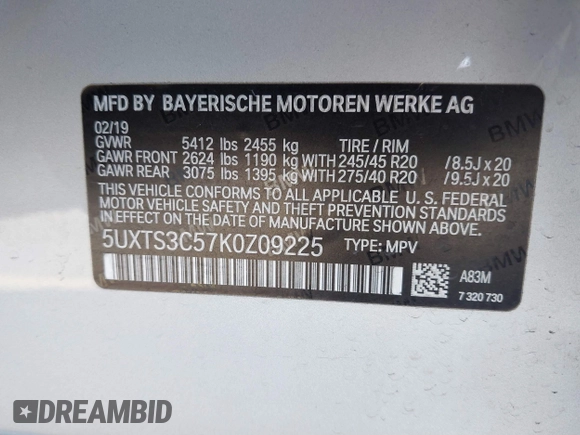 MFD BY BAYERISCHE MOTOREN WERKE AG
02/19
GVWR 5412 lbs 2455 kg TIRE / RIM
GAWR FRONT 2624 lbs 1190 kg WITH 245/45 R20 /8.5J x 20
GAWR REAR 3075 lbs 1395 kg WITH 275/40 R20 /9.5J x 20
THIS VEHICLE CONFORMS TO ALL APPLICABLE U. S. FEDERAL
MOTOR VEHICLE SAFETY AND THEFT PREVENTION
STANDARDS IN EFFECT ON THE DATE OF MANUFACTURE SHOWN ABOVE.
5UXTS3C57K0Z09225 TYPE: MPV
A83M
7 320 730
DREAMBID